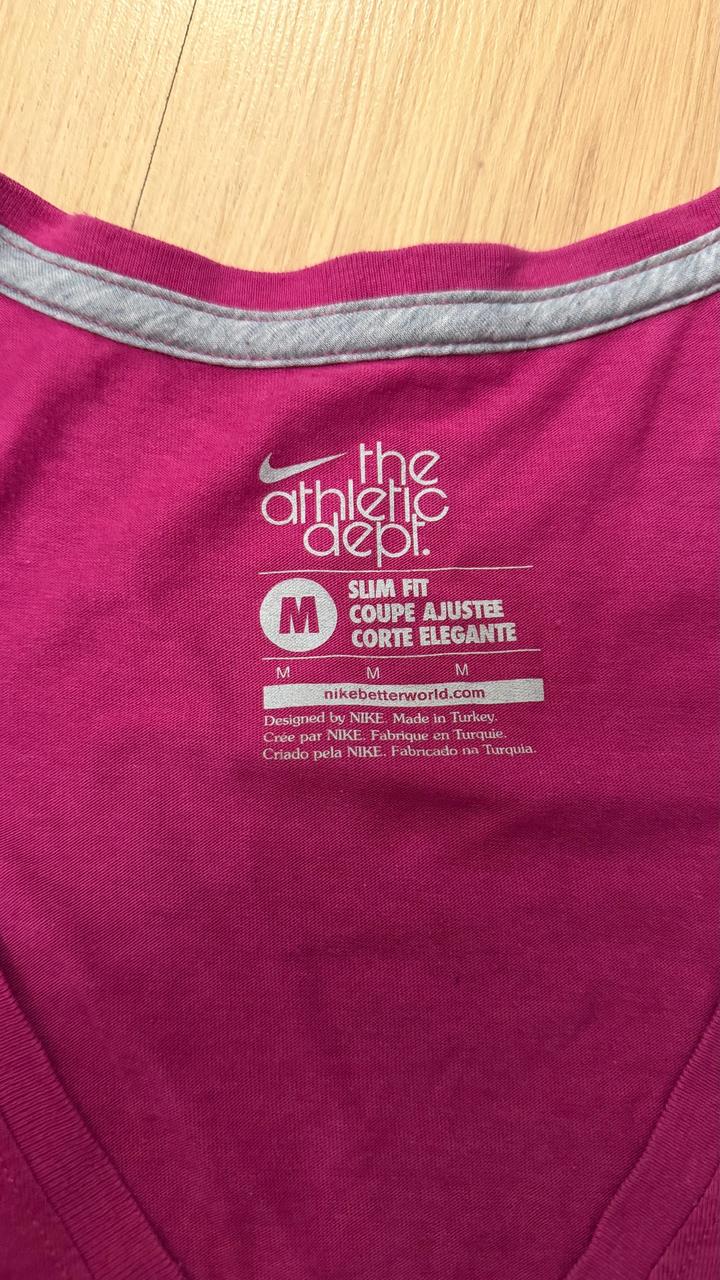 the
athletic
dept.
M
SLIM FIT
COUPE AJUSTEE
CORTE ELEGANTE
M M M
nikebetterworld.com
Designed by NIKE. Made in Turkey.
Crée par NIKE. Fabrique en Turquie.
Criado pela NIKE. Fabricado na Turquia.